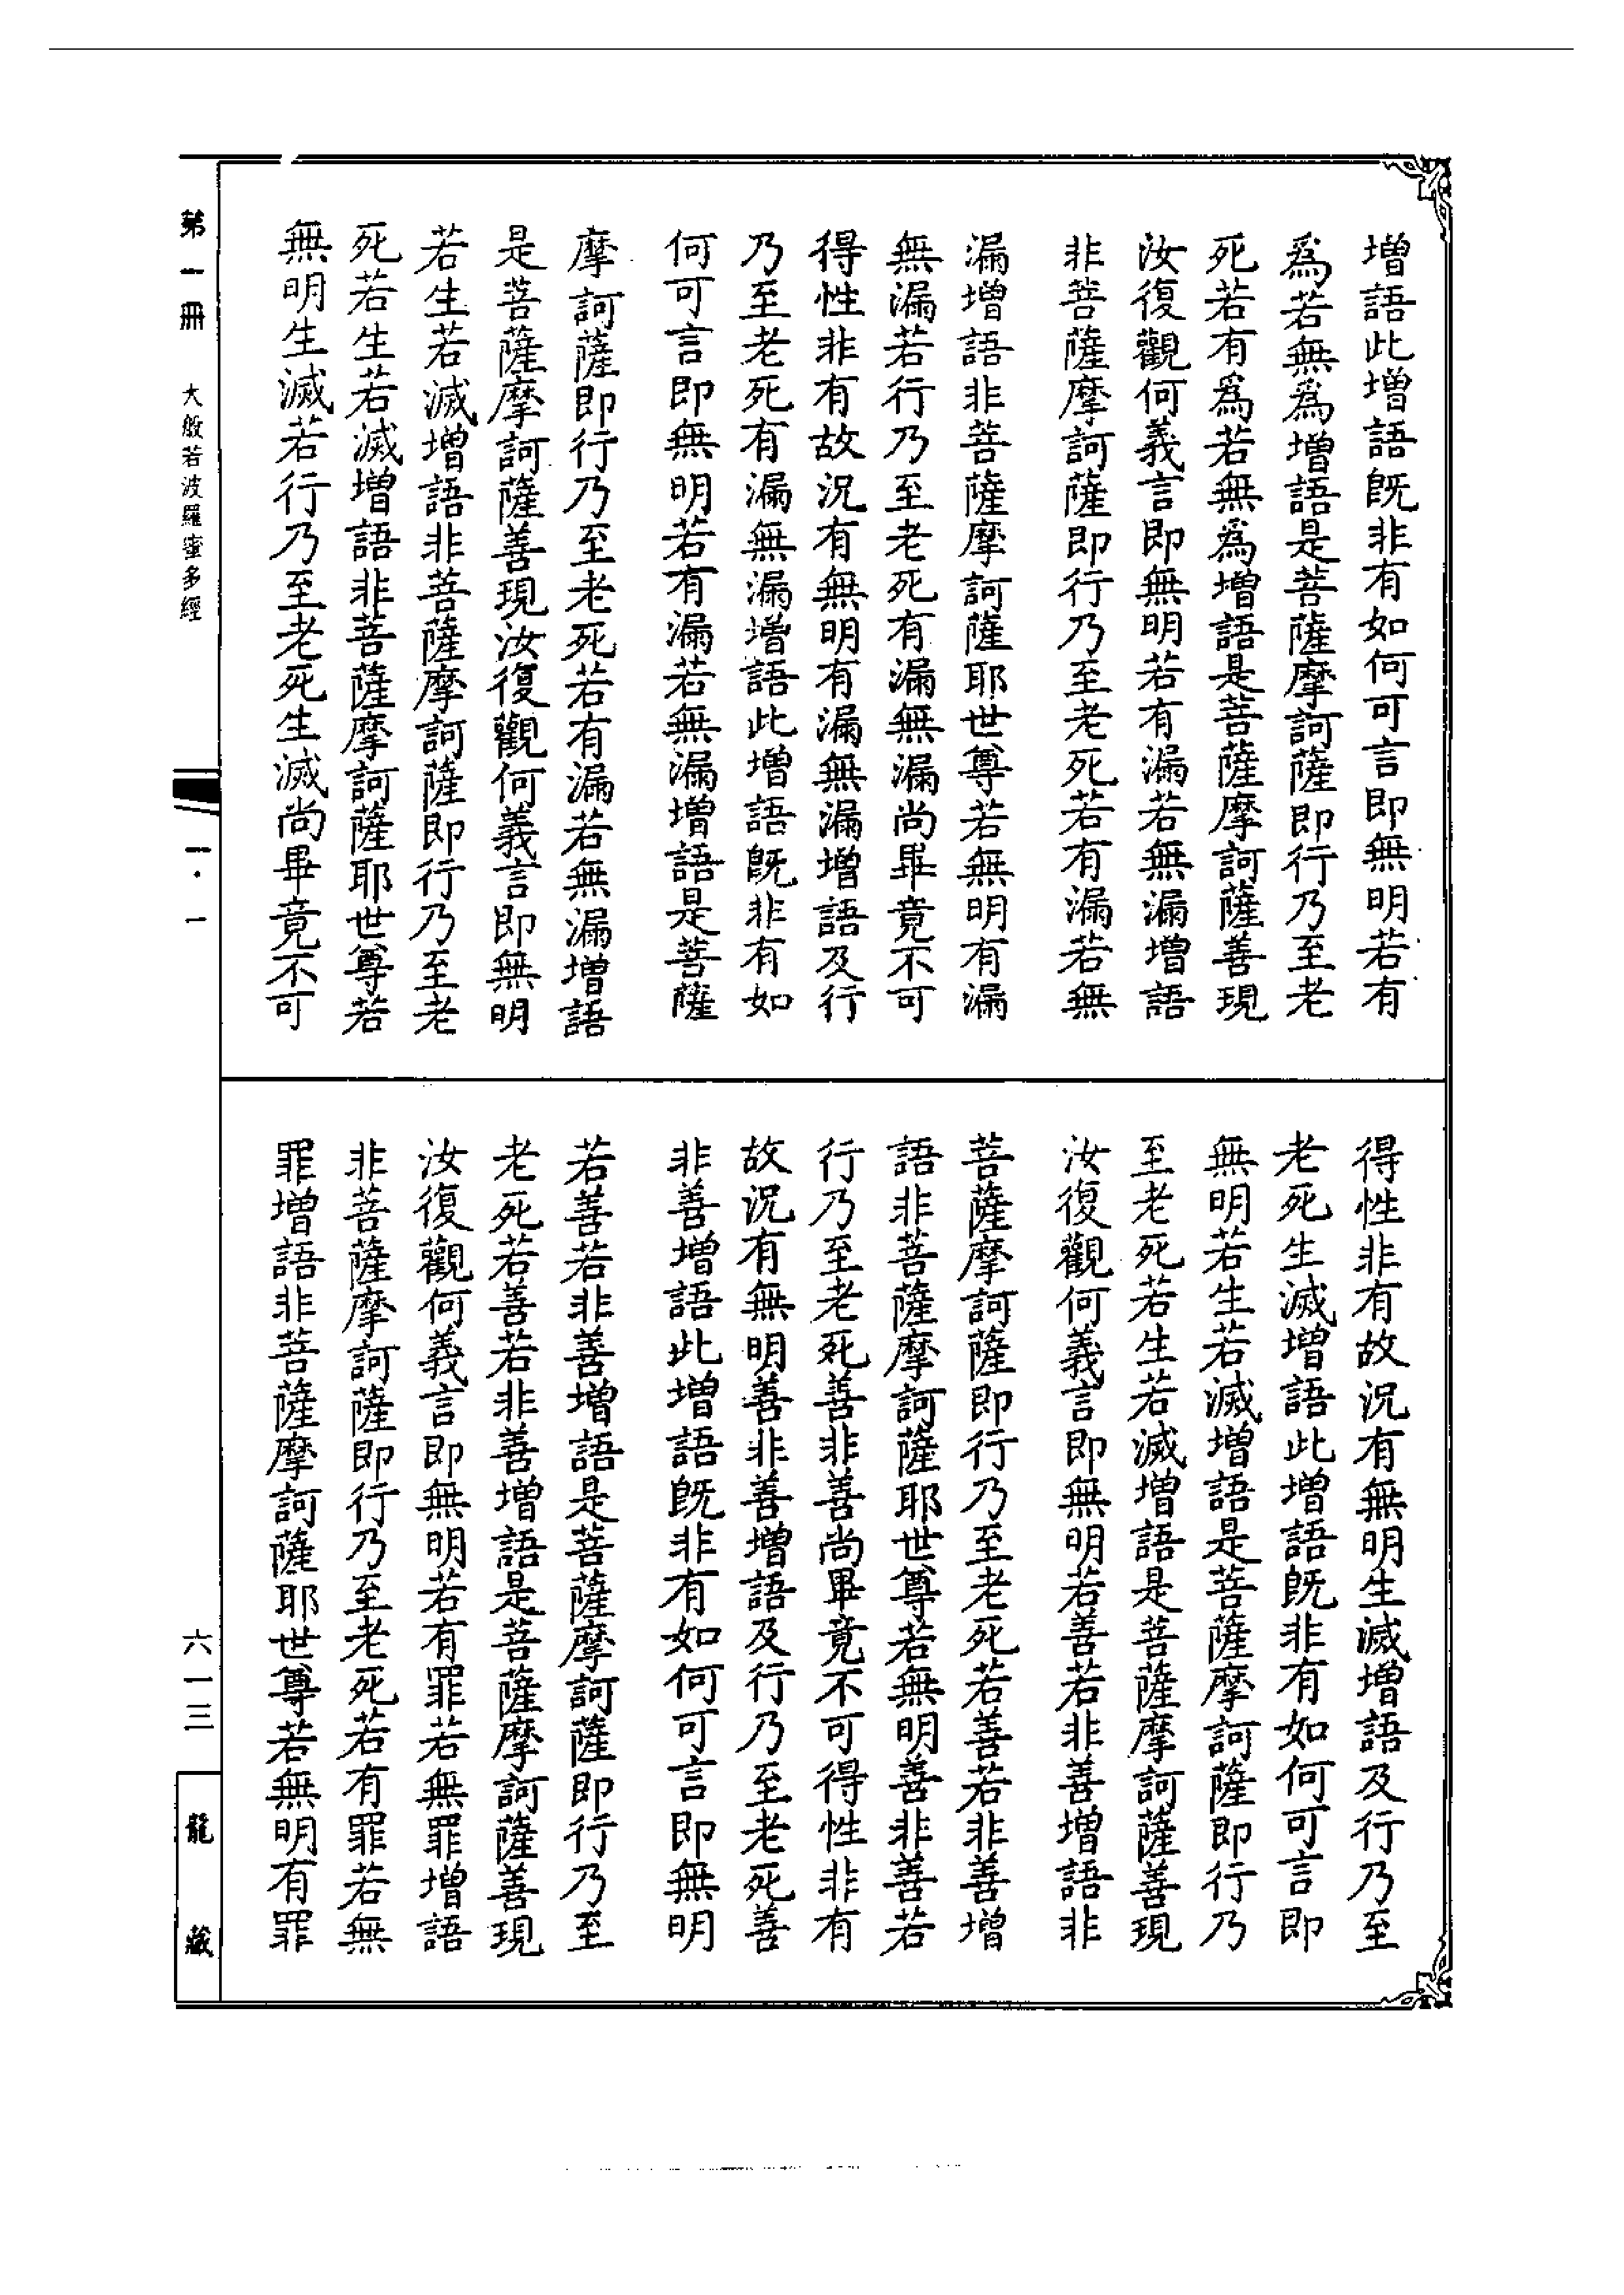 增語此增語既非有如何可言即無明若有
爲若無爲增語是菩薩摩訶薩即行乃至老
死若有爲若無爲增語是菩薩摩訶薩善現
汝復觀何義言即無明若有漏若無漏增語
非菩薩摩訶薩即行乃至老死若有漏若無
漏增語非菩薩摩訶薩耶世尊若無明有漏
無漏若行乃至老死有漏無漏尚畢竟不可
得性非有故況有無明有漏無漏增語及行
乃至老死有漏無漏增語此增語既非有如
何可言即無明若有漏若無漏增語是菩薩
摩訶薩即行乃至老死若有漏若無漏增語
是菩薩摩訶薩善現汝復觀何義言即無明
若生若滅增語非菩薩摩訶薩即行乃至老
死若生若滅增語非菩薩摩訶薩耶世尊若
無明生滅若行乃至老死生滅尚畢竟不可
得性非有故況有無明生滅增語及行乃至
老死生滅增語此增語既非有如何可言即
無明若生若滅增語是菩薩摩訶薩即行乃
至老死若生若滅增語是菩薩摩訶薩善現
汝復觀何義言即無明若善若非善增語非
菩薩摩訶薩即行乃至老死若善若非善增
語非菩薩摩訶薩耶世尊若無明善非善若
行乃至老死善非善尚畢竟不可得性非有
故況有無明善非善增語及行乃至老死善
非善增語此增語既非有如何可言即無明
若善若非善增語是菩薩摩訶薩即行乃至
老死若善若非善增語是菩薩摩訶薩善現
汝復觀何義言即無明若有罪若無罪增語
非菩薩摩訶薩即行乃至老死若有罪若無
罪增語非菩薩摩訶薩耶世尊若無明有罪
第一冊 大般若波羅蜜多經
一·一
六一三
龍藏